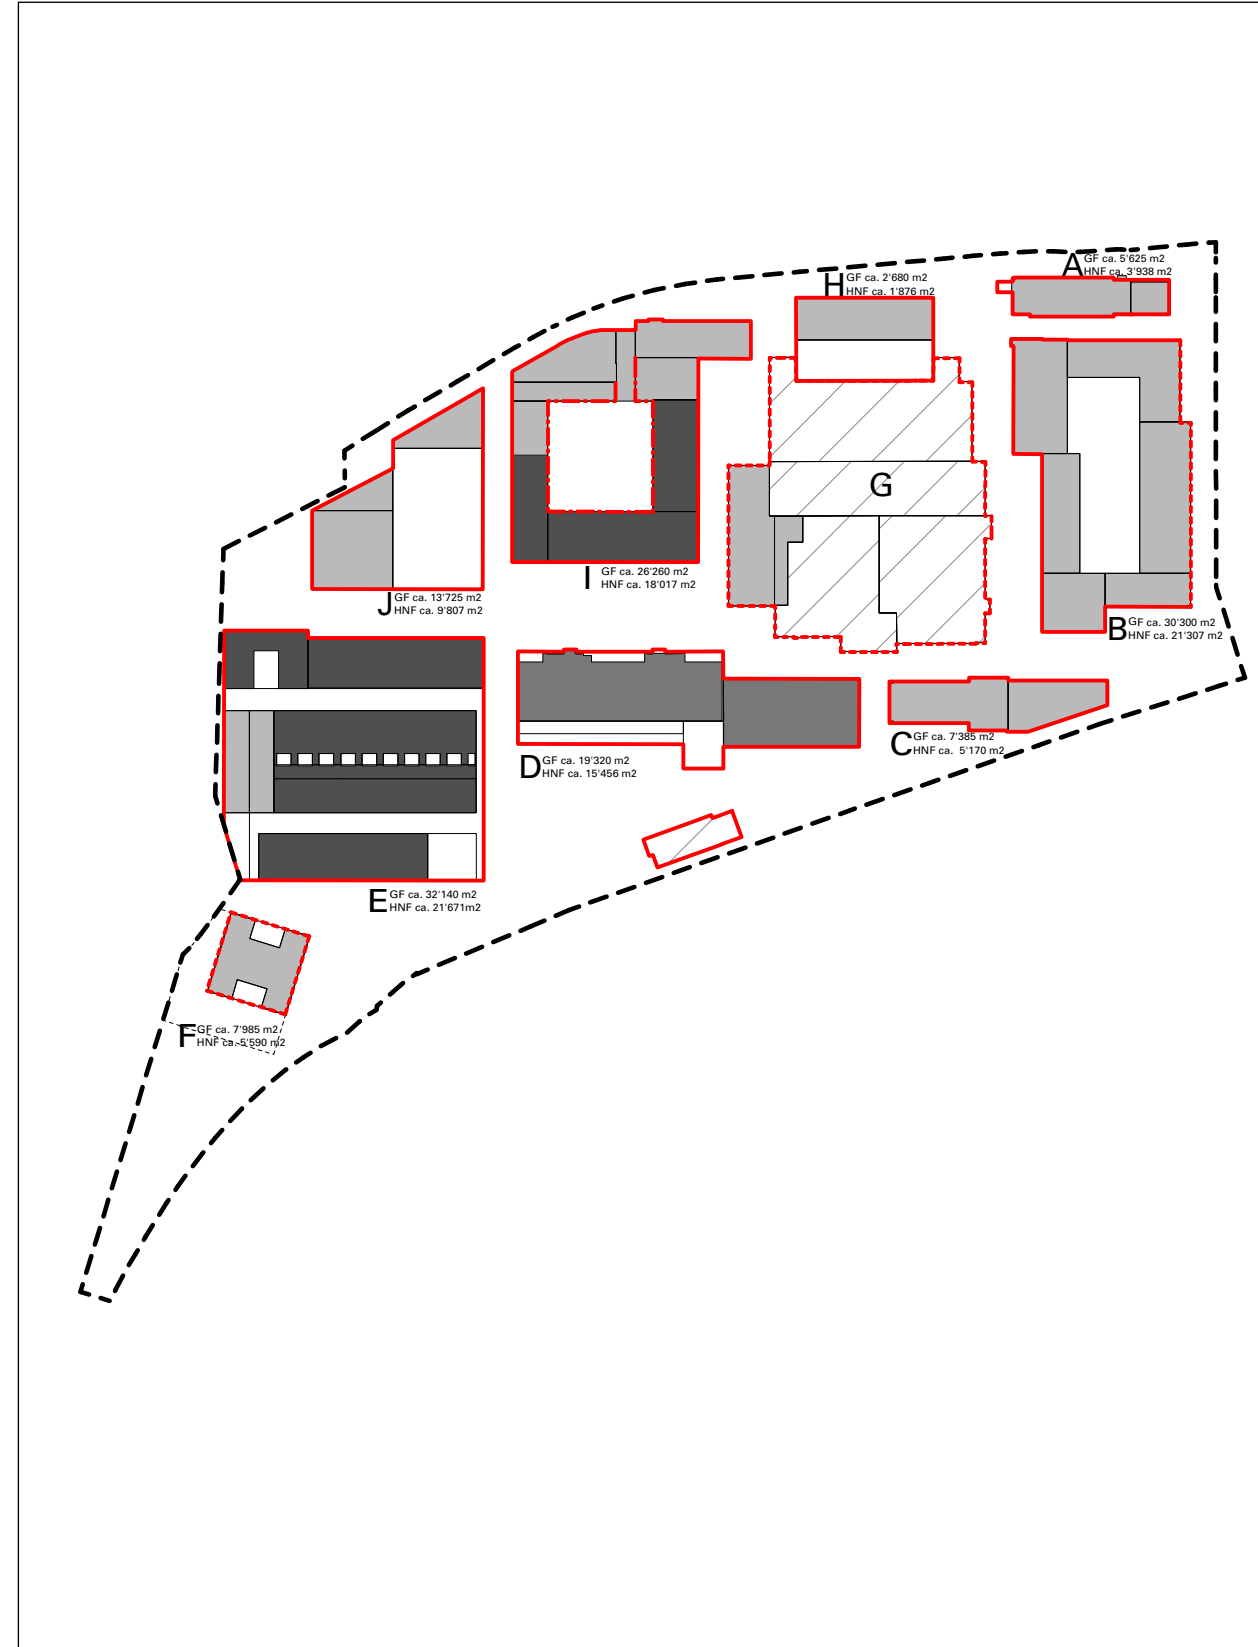 A
GF ca. 5'625 m2
HNF ca. 3'938 m2
H
GF ca. 2'680 m2
HNF ca. 1'876 m2
G
I
GF ca. 26'260 m2
HNF ca. 18'017 m2
J
GF ca. 13'725 m2
HNF ca. 9'807 m2
B
GF ca. 30'300 m2
HNF ca. 21'307 m2
C
GF ca. 7'385 m2
HNF ca. 5'170 m2
D
GF ca. 19'320 m2
HNF ca. 15'456 m2
E
GF ca. 32'140 m2
HNF ca. 21'671m2
F
GF ca. 7'985 m2
HNF ca. 5'590 m2